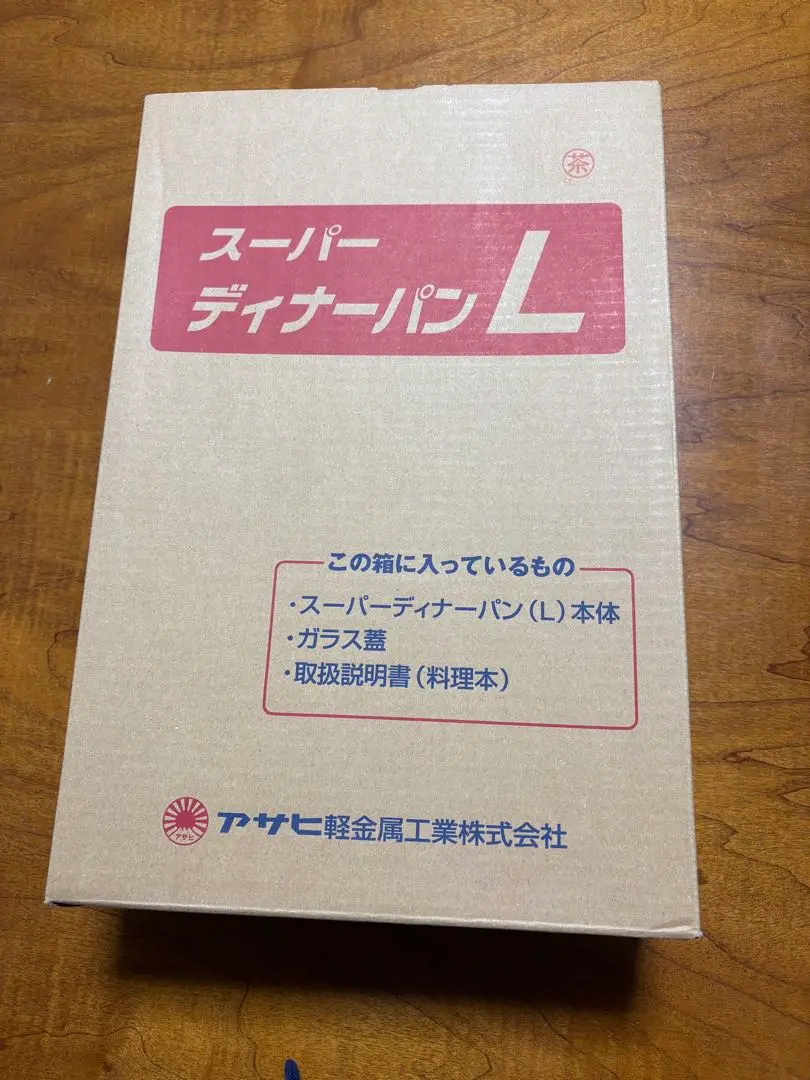 茶
スーパー
ディナーパンL
この箱に入っているもの
・スーパーディナーパン(L)本体
・ガラス蓋
・取扱説明書(料理本)
アサヒ
アサヒ軽金属工業株式会社